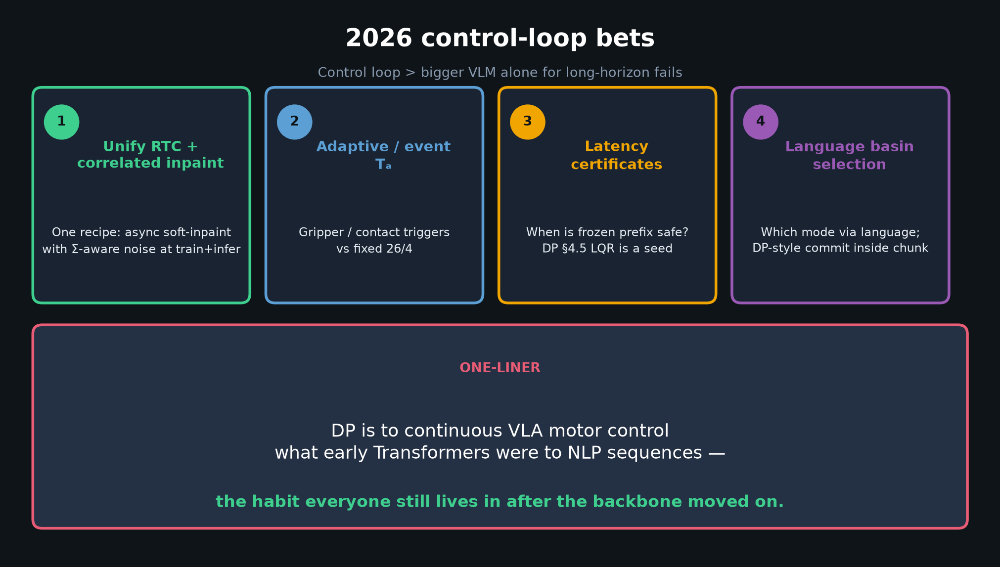 2026 control-loop bets
Control loop > bigger VLM alone for long-horizon fails
1
Unify RTC +
correlated inpaint
One recipe: async soft-inpaint
with Σ-aware noise at train+infer
2
Adaptive / event
Tₐ
Gripper / contact triggers
vs fixed 26/4
3
Latency
certificates
When is frozen prefix safe?
DP §4.5 LQR is a seed
4
Language basin
selection
Which mode via language;
DP-style commit inside chunk
ONE-LINER
DP is to continuous VLA motor control
what early Transformers were to NLP sequences —
the habit everyone still lives in after the backbone moved on.